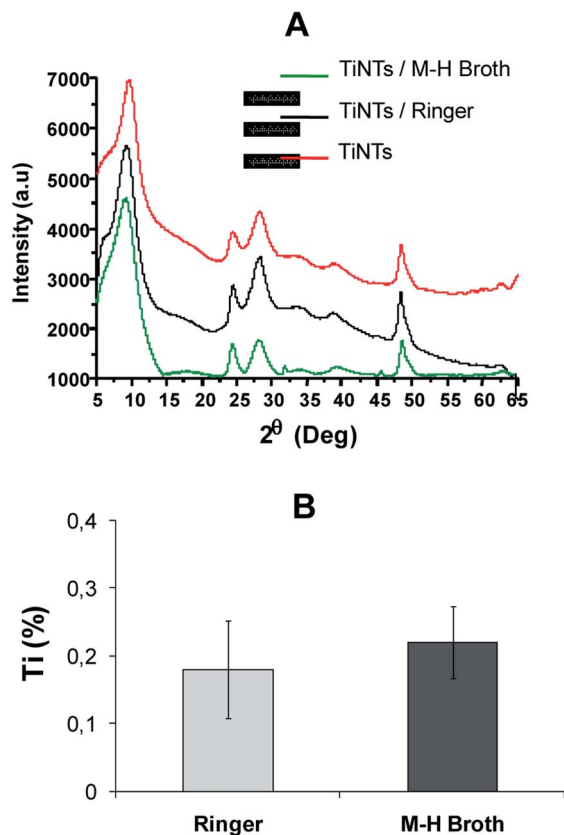 A
TiNTs / M-H Broth
TiNTs / Ringer
TiNTs
Intensity (a.u)
7000
6000
5000
4000
3000
2000
1000
5 10 15 20 25 30 35 40 45 50 55 60 65
2θ (Deg)
B
Ti (%)
0,4
0,3
0,2
0,1
0
Ringer M-H Broth